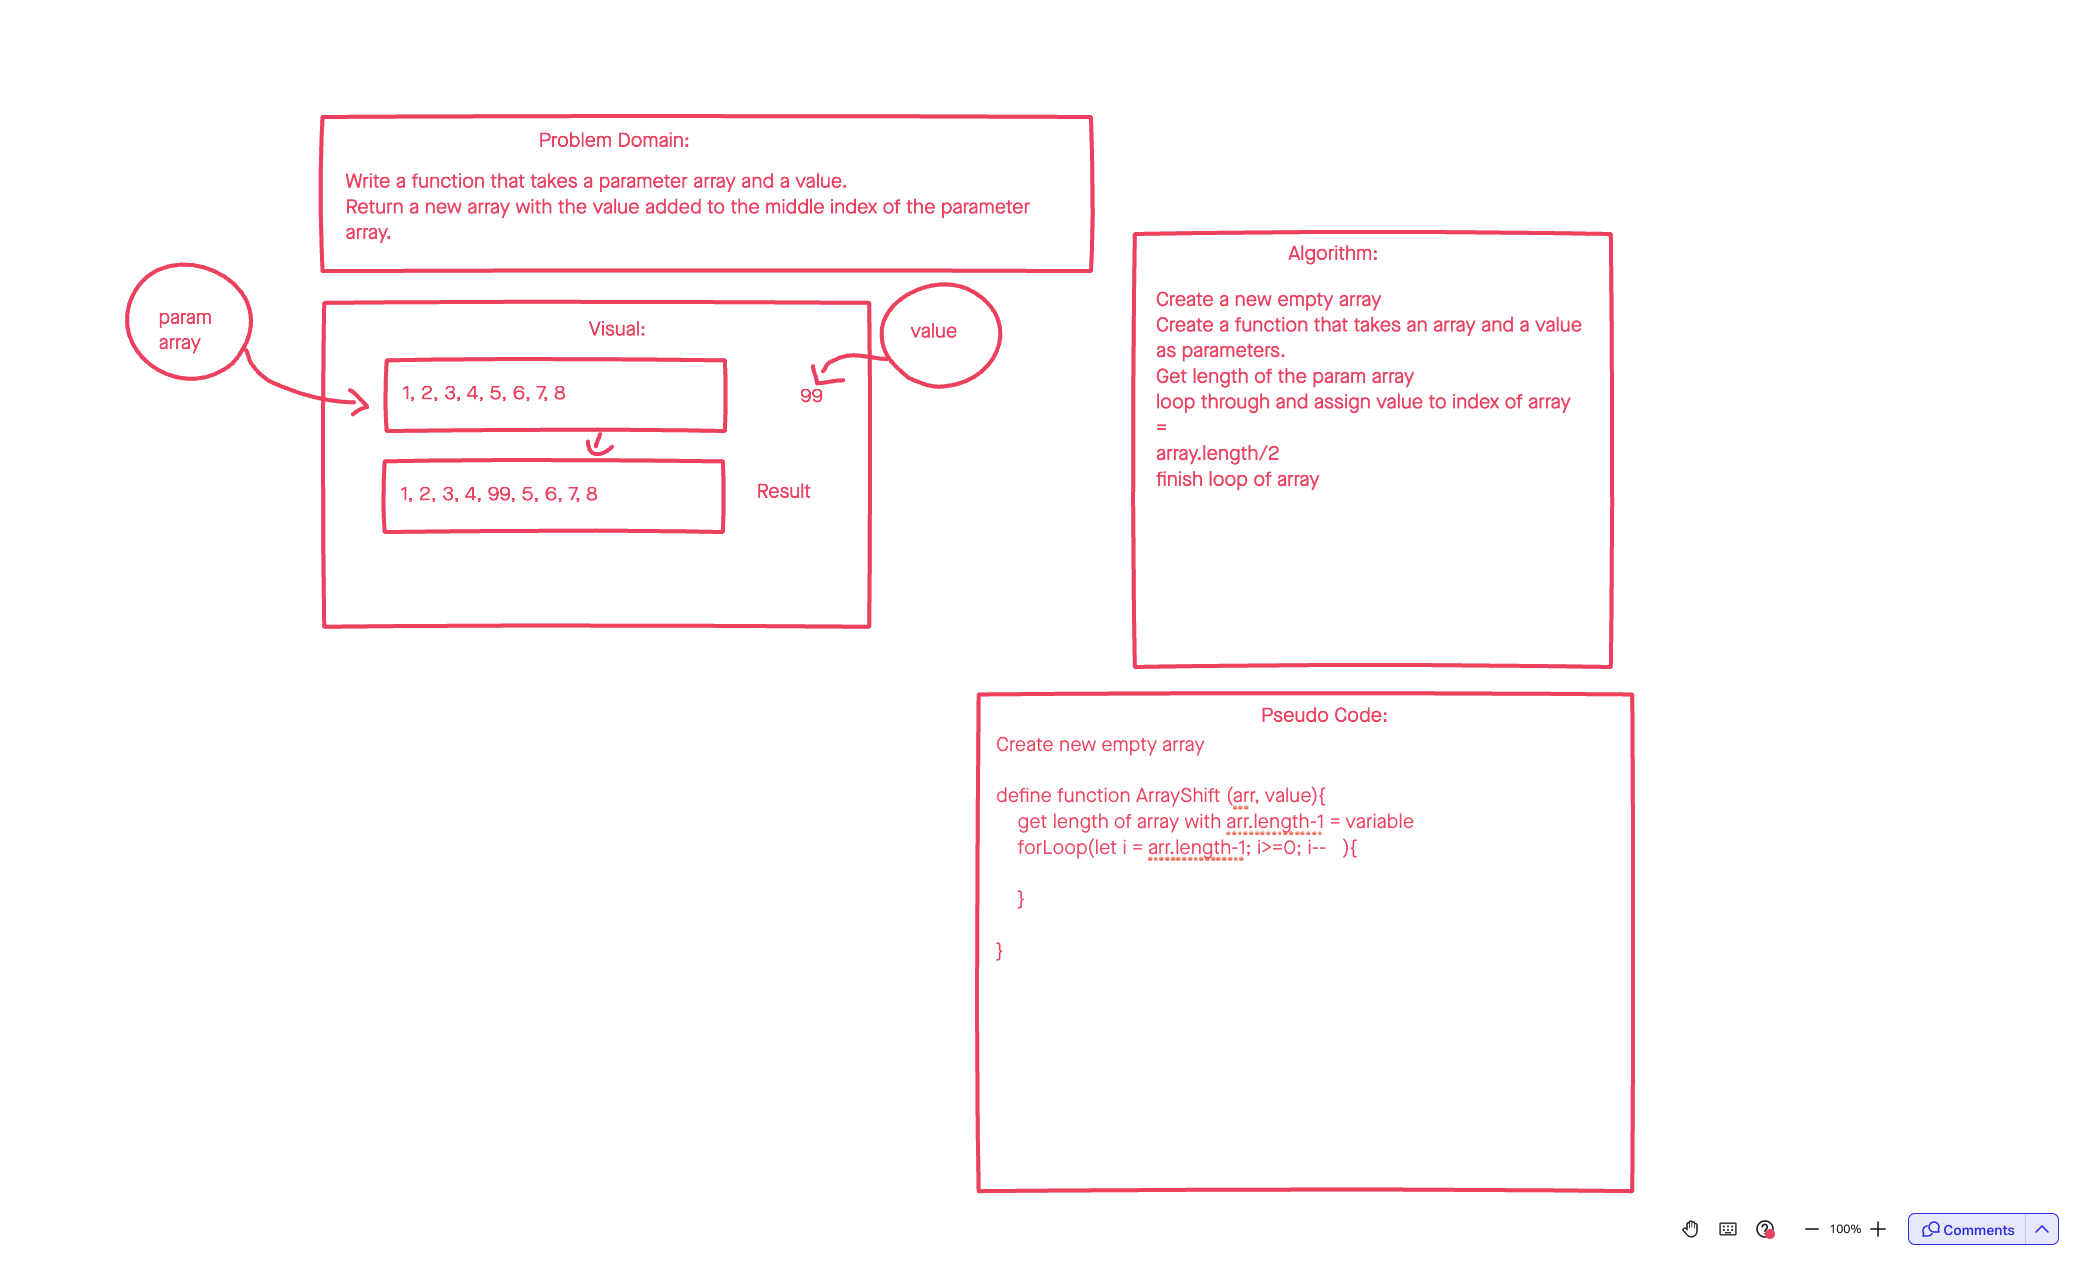 Problem Domain:
Write a function that takes a parameter array and a value.
Return a new array with the value added to the middle index of the parameter
array.
param
array
Visual:
value
1, 2, 3, 4, 5, 6, 7, 8
99
1, 2, 3, 4, 99, 5, 6, 7, 8
Result
Algorithm:
Create a new empty array
Create a function that takes an array and a value
as parameters.
Get length of the param array
loop through and assign value to index of array
=
array.length/2
finish loop of array
Pseudo Code:
Create new empty array
define function ArrayShift (arr, value){
get length of array with arr.length-1 = variable
forLoop(let i = arr.length-1; i>=0; i-- ){
}
}
100%
Comments